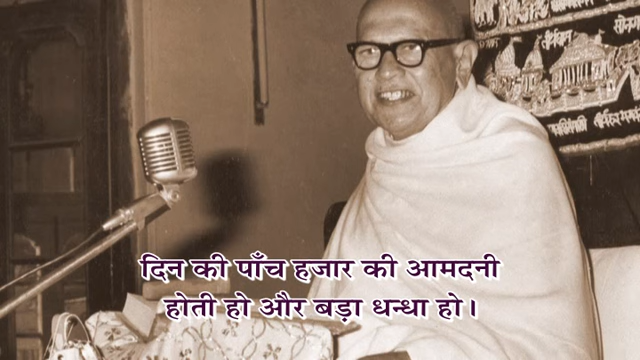 दिन की पाँच हजार की आमदनी
होती हो और बड़ा धन्धा हो।